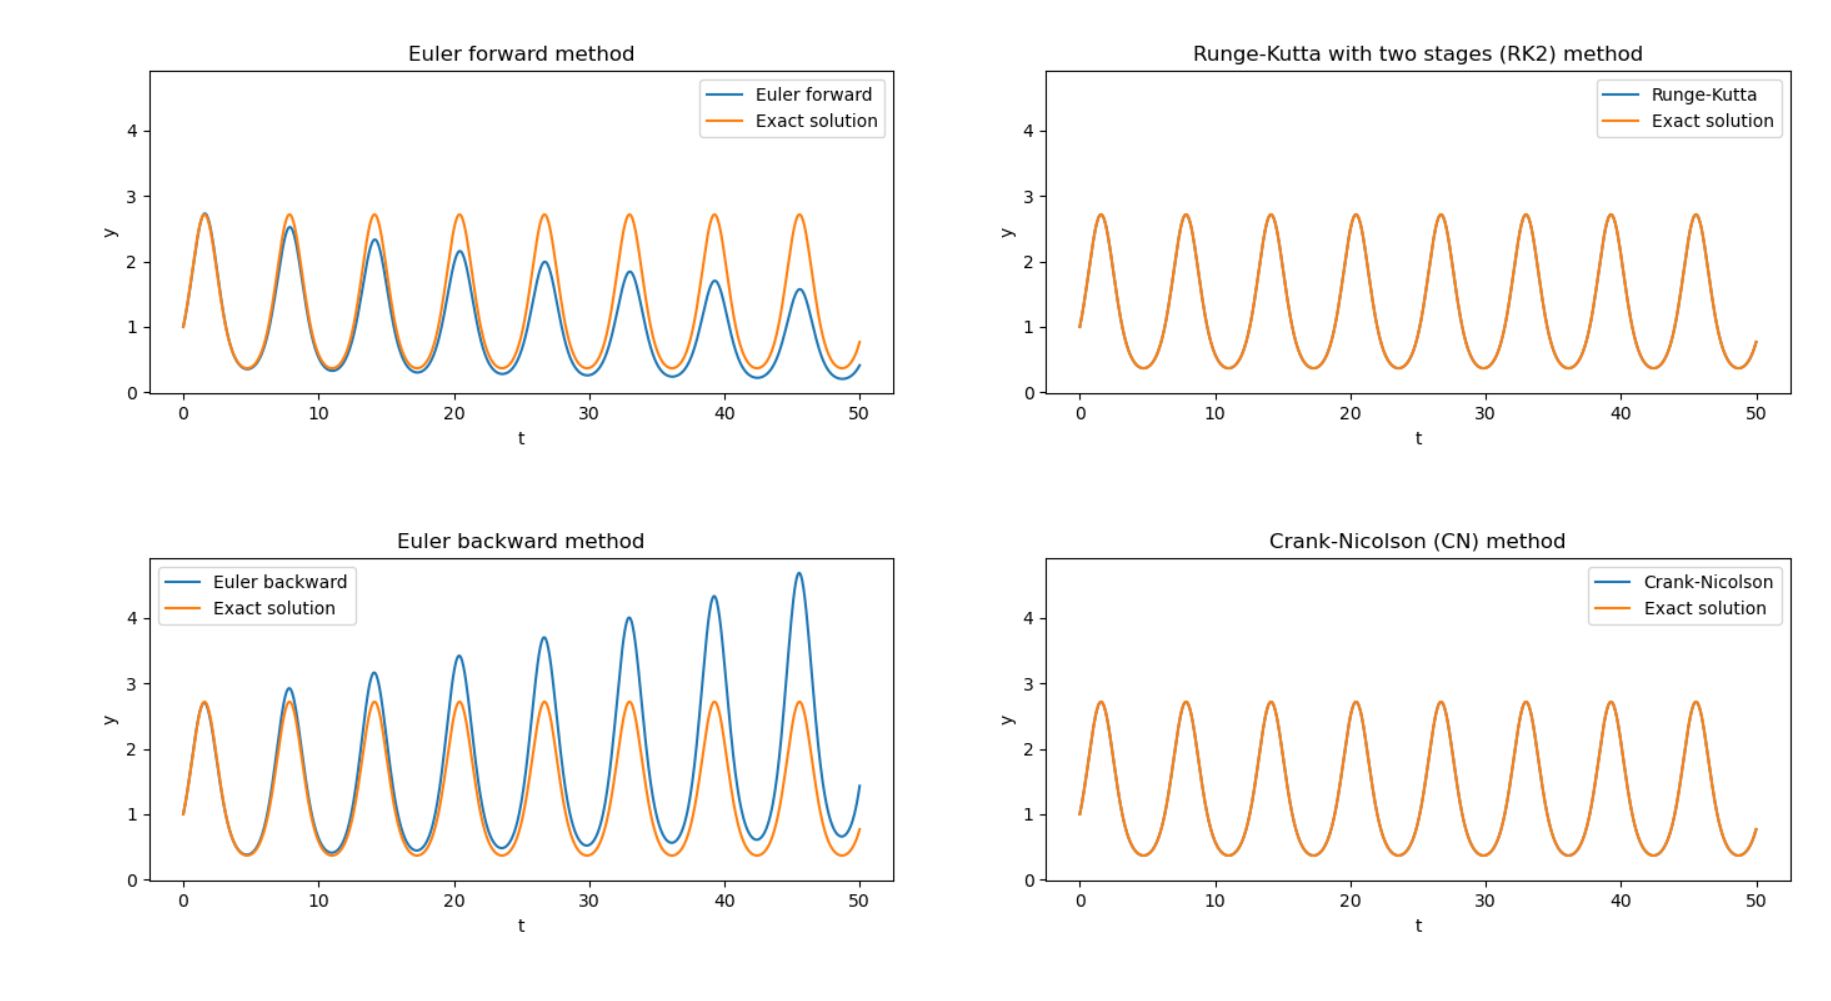 Euler forward method
Euler forward
Exact solution
4
3
2
1
0
y
0 10 20 30 40 50
t
Runge-Kutta with two stages (RK2) method
Runge-Kutta
Exact solution
4
3
2
1
0
y
0 10 20 30 40 50
t
Euler backward method
Euler backward
Exact solution
4
3
2
1
0
y
0 10 20 30 40 50
t
Crank-Nicolson (CN) method
Crank-Nicolson
Exact solution
4
3
2
1
0
y
0 10 20 30 40 50
t